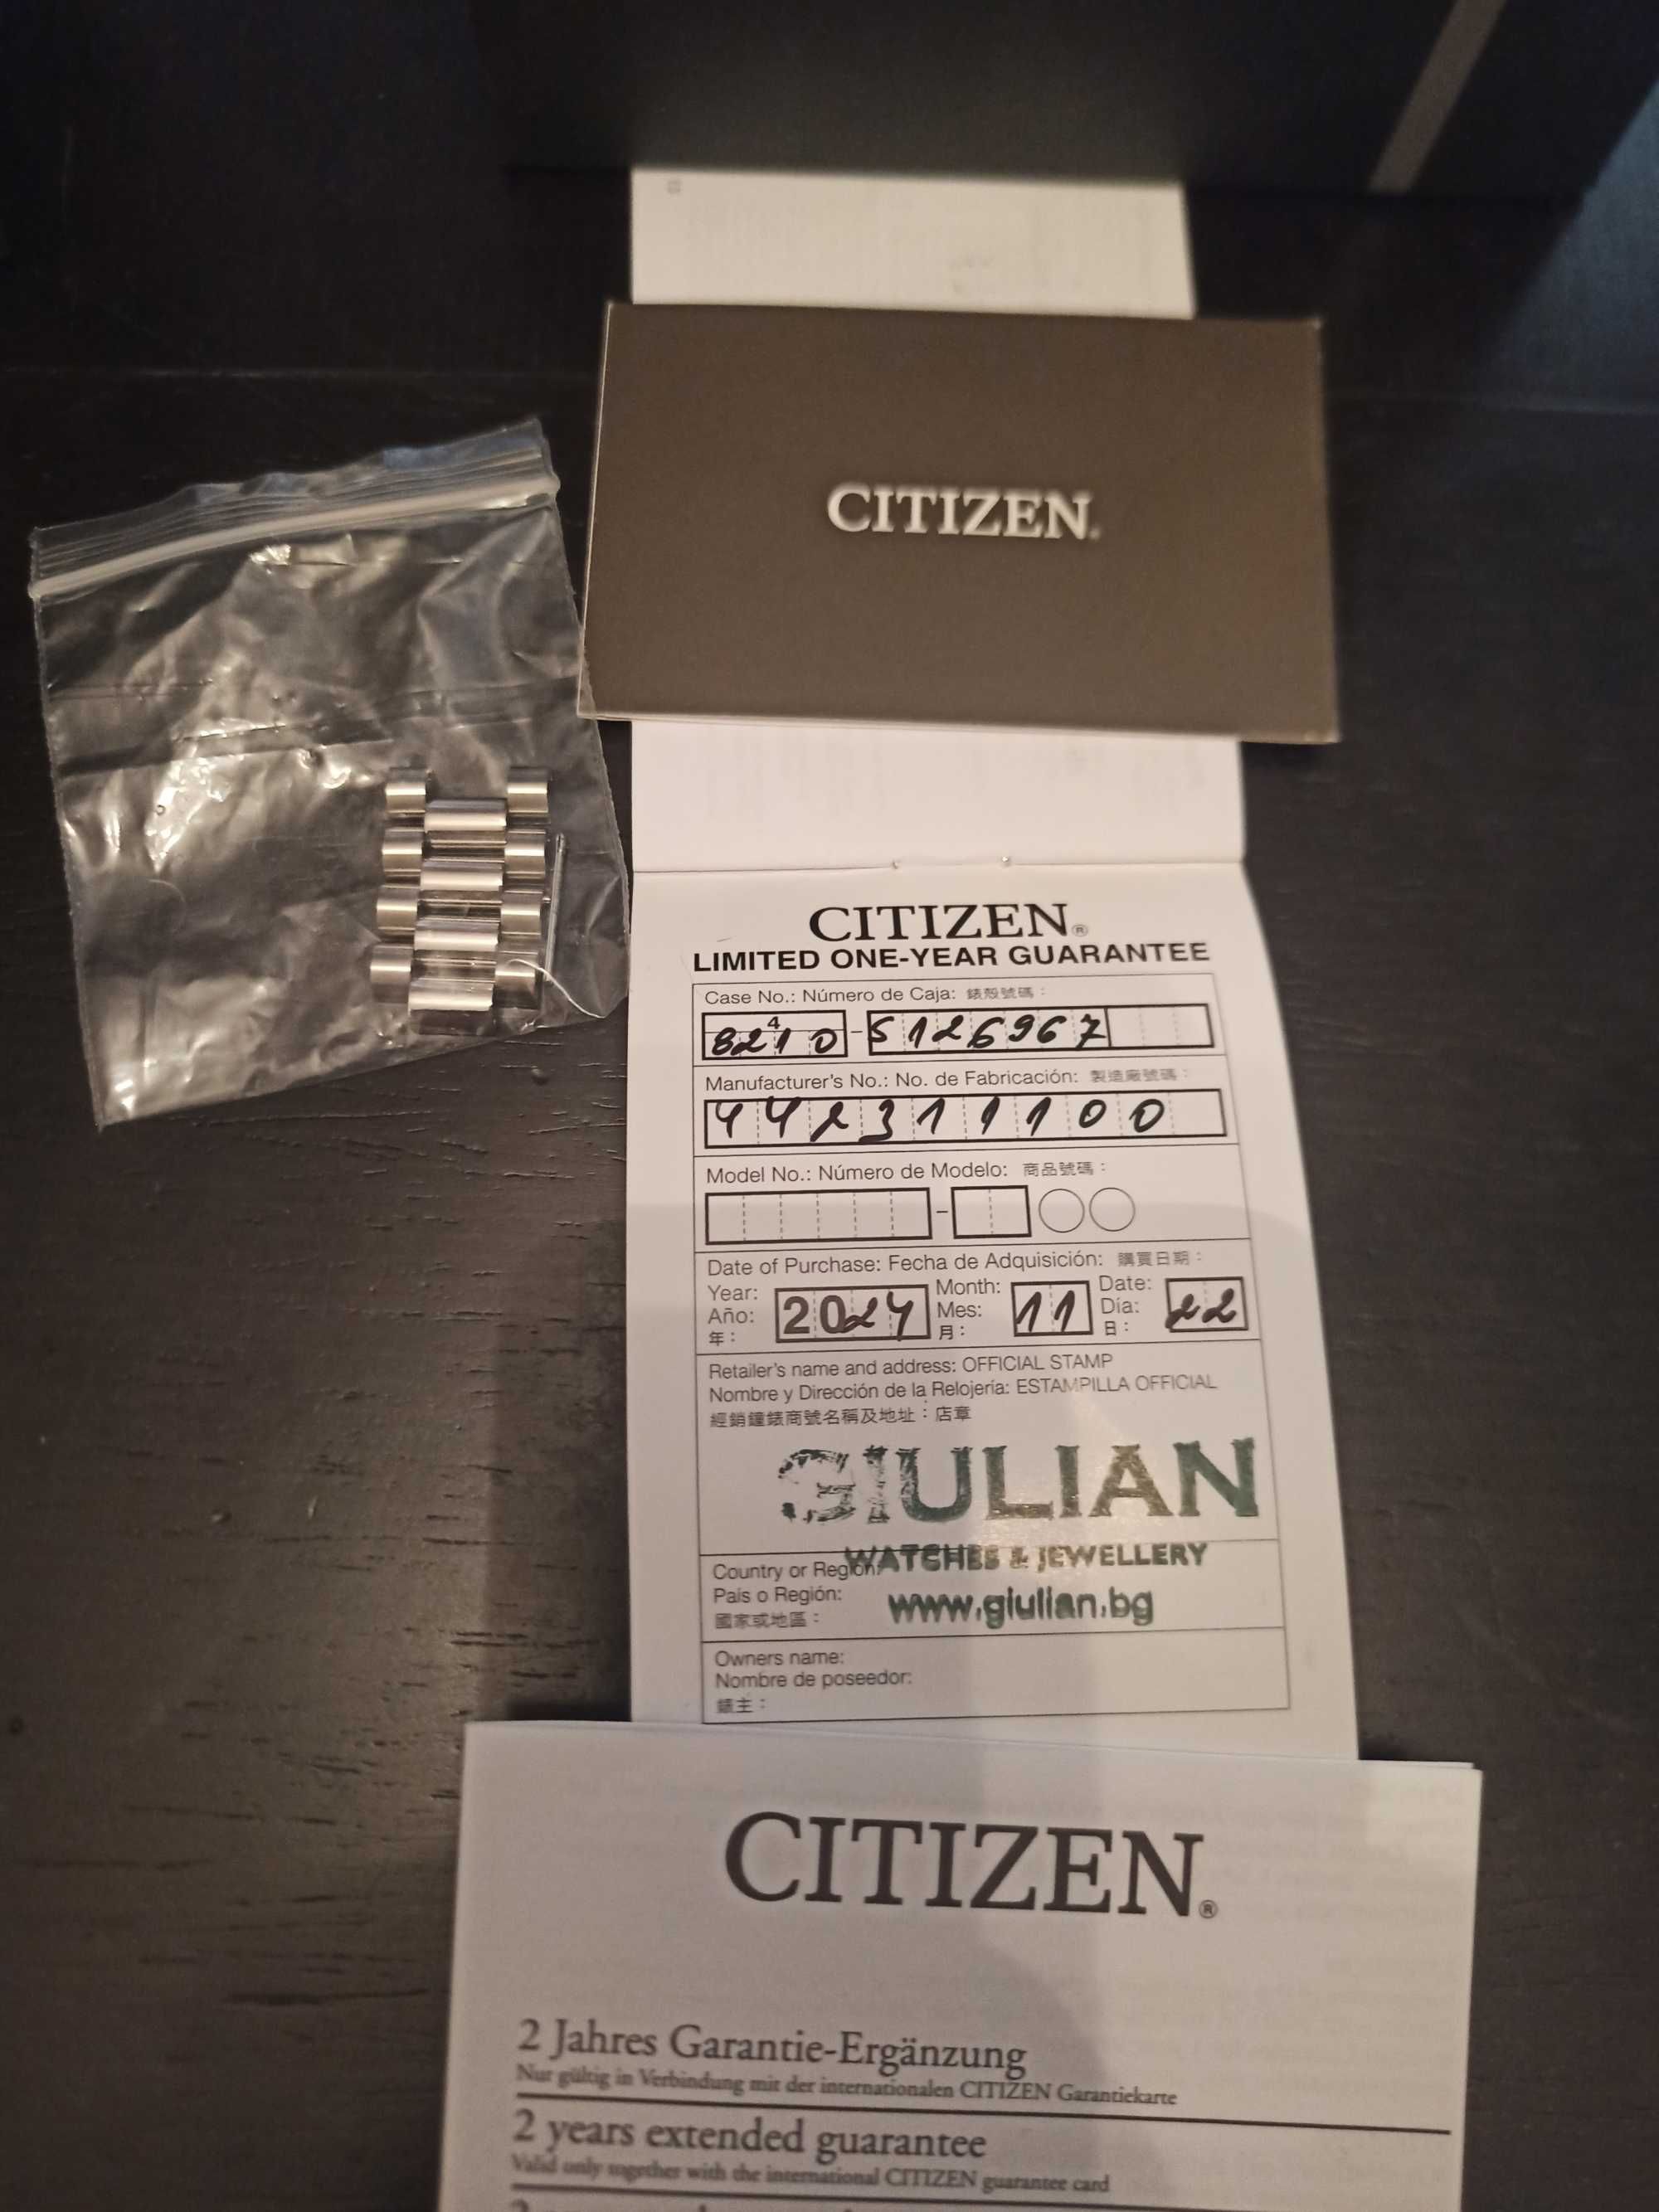 CITIZEN.
CITIZEN®
LIMITED ONE-YEAR GUARANTEE
Case No.: Número de Caja: 錶殼號碼：
4
8210-S126967
Manufacturer's No.: No. de Fabricación: 製造廠號碼：
442311100
Model No.: Número de Modelo: 商品號碼：
-
Date of Purchase: Fecha de Adquisición: 購買日期：
Year: 2024 Month: 11 Date: 22
Año: Mes: Día:
年： 月： 日：
Retailer's name and address: OFFICIAL STAMP
Nombre y Dirección de la Relojería: ESTAMPILLA OFFICIAL
經銷鐘錶商號名稱及地址：店章
GIULIAN
WATCHES & JEWELLERY
Country or Region:
País o Región: www.giulian.bg
國家或地區：
Owners name:
Nombre de poseedor:
錶主：
CITIZEN®
2 Jahres Garantie-Ergänzung
Nur gültig in Verbindung mit der internationalen CITIZEN Garantiekarte
2 years extended guarantee
Valid only together with the international CITIZEN guarantee card